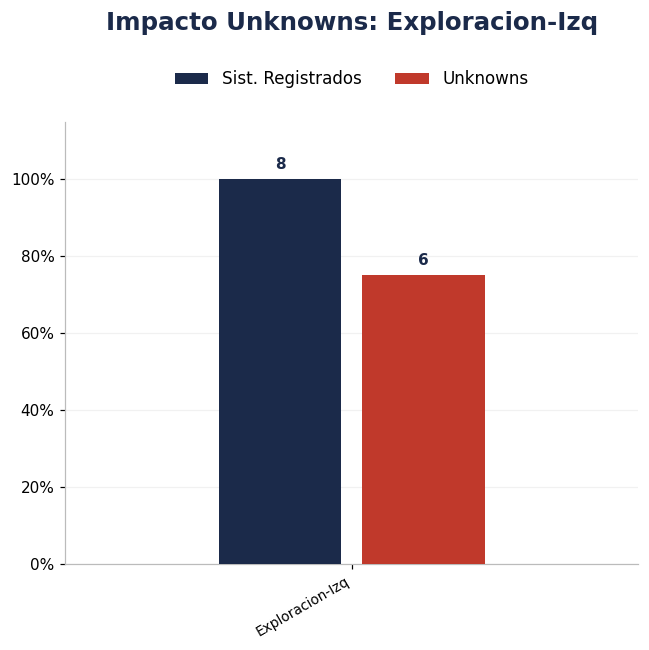 Impacto Unknowns: Exploracion-Izq
Sist. Registrados
Unknowns
8
6
100%
80%
60%
40%
20%
0%
Exploracion-Izq